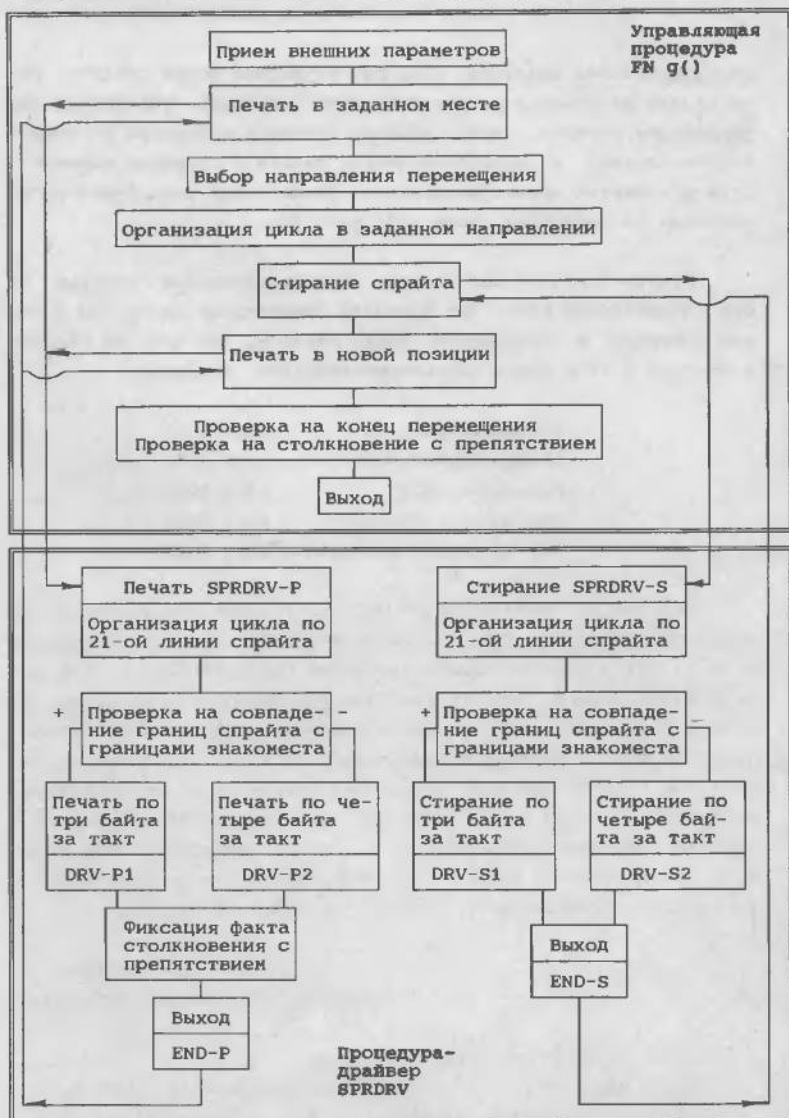 Управляющая
процедура
FN g()
Прием внешних параметров
Печать в заданном месте
Выбор направления перемещения
Организация цикла в заданном направлении
Стирание спрайта
Печать в новой позиции
Проверка на конец перемещения
Проверка на столкновение с препятствием
Выход
Печать SPRDRV-P
Организация цикла по
21-ой линии спрайта
+ Проверка на совпаде- -
ние границ спрайта с
границами знакоместа
Печать по
три байта
за такт
DRV-P1
Печать по че-
тыре байта
за такт
DRV-P2
Фиксация факта
столкновения с
препятствием
Выход
END-P
Стирание SPRDRV-S
Организация цикла по
21-ой линии спрайта
+ Проверка на совпаде- -
ние границ спрайта с
границами знакоместа
Стирание по
три байта
за такт
DRV-S1
Стирание по
четыре бай-
та за такт
DRV-S2
Выход
END-S
Процедура-
драйвер
SPRDRV